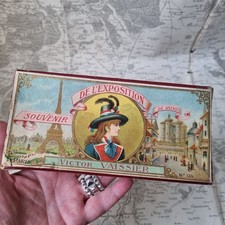 DE L'EXPOSITION
SOUVENIR
VICTOR VAISSIER